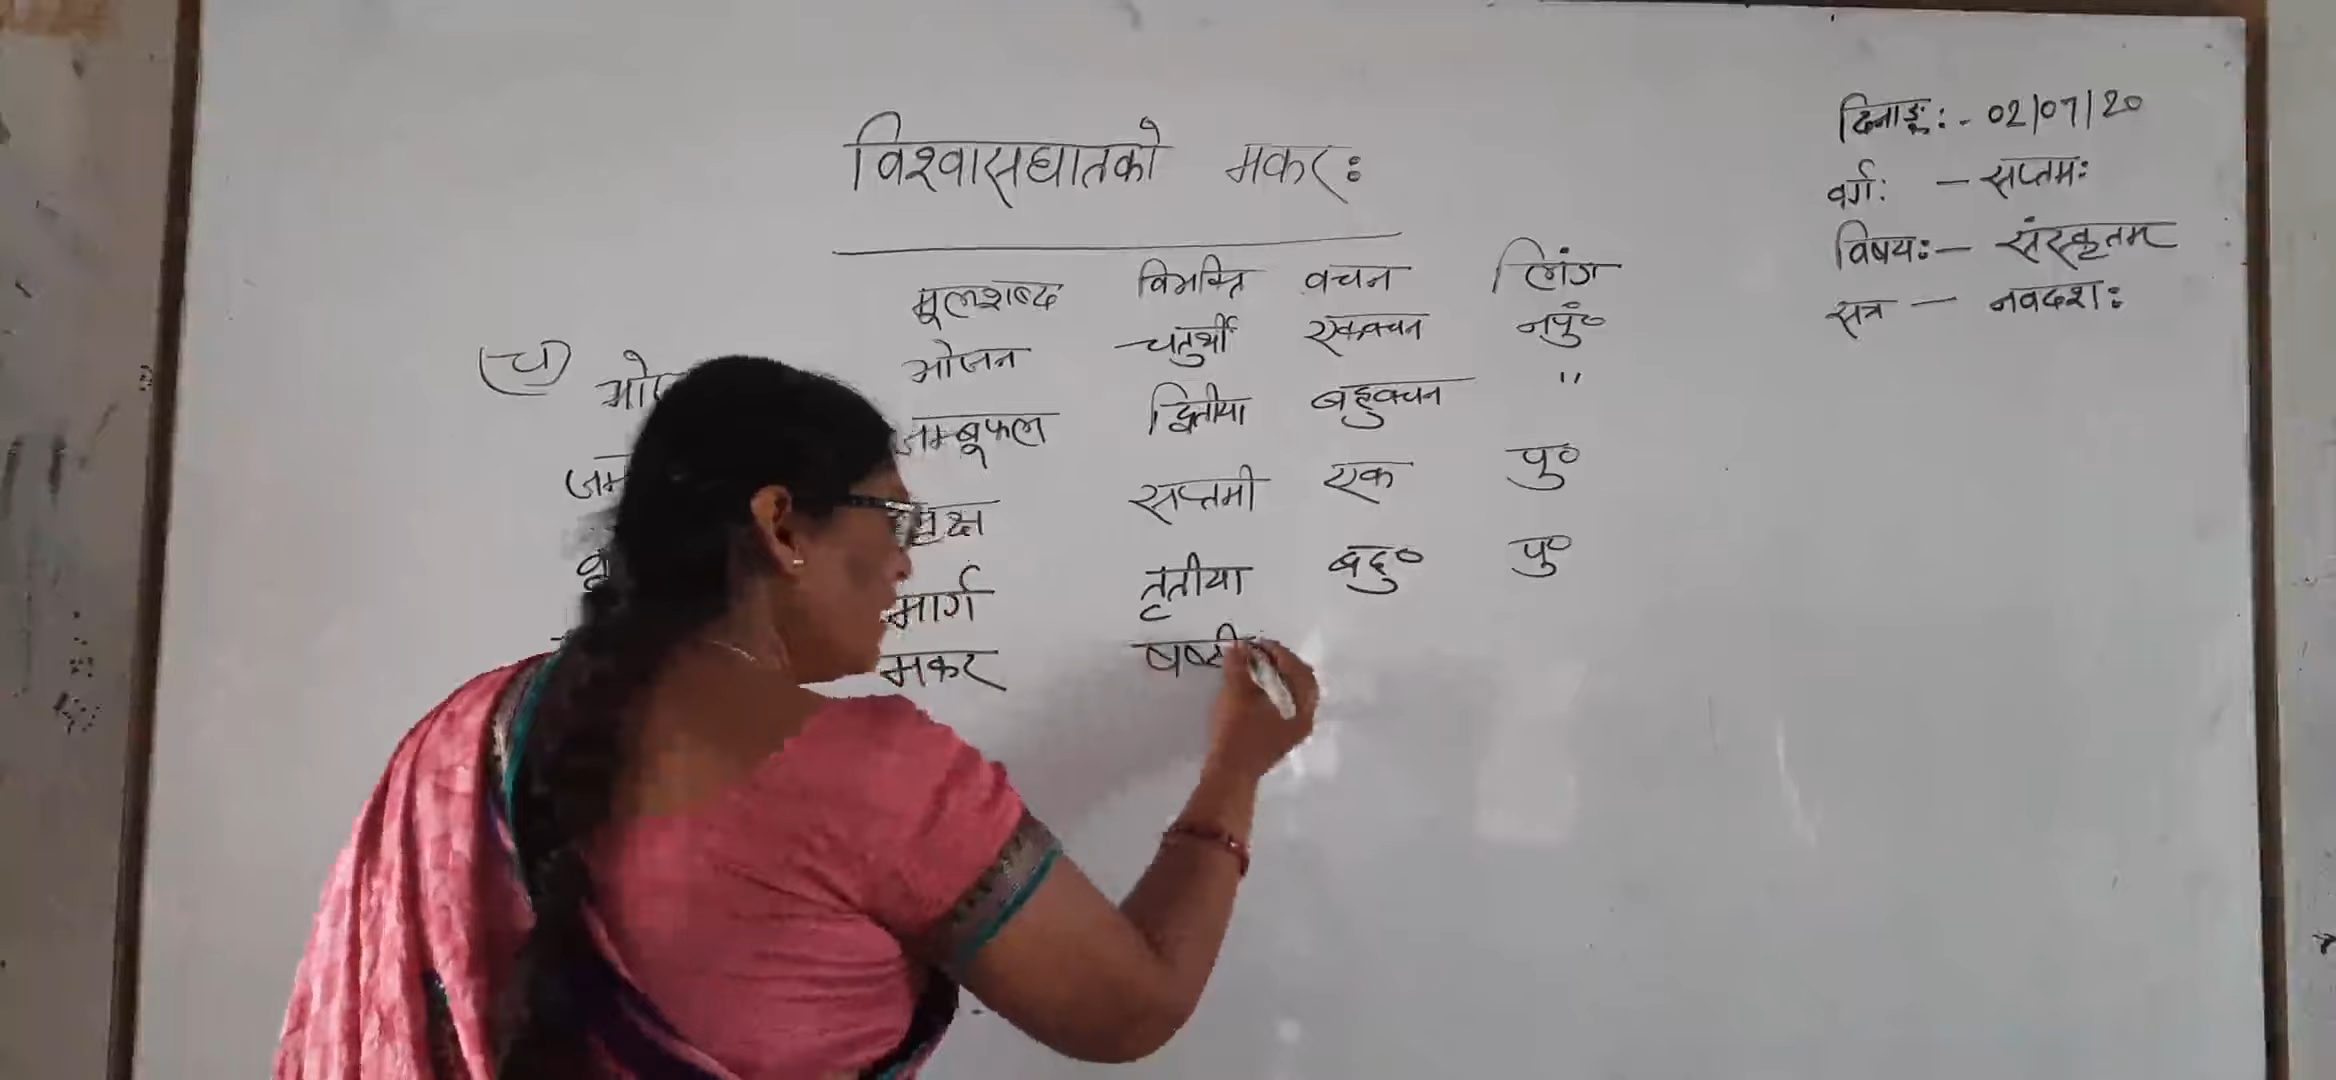 विश्वासघातको मकरः
दिनाङ्कः - 02/07/20
वर्गः - सप्तमः
विषयः - संस्कृतम
सत्र - नवदशः
मूलशब्द विभक्ति वचन लिंग
(च) भोजन चतुर्थी एकवचन नपुं०
जम्बूफल द्वितीया बहुवचन "
सप्तमी एक पु०
मार्ग तृतीया बहु० पु०
मकर षष्ठी